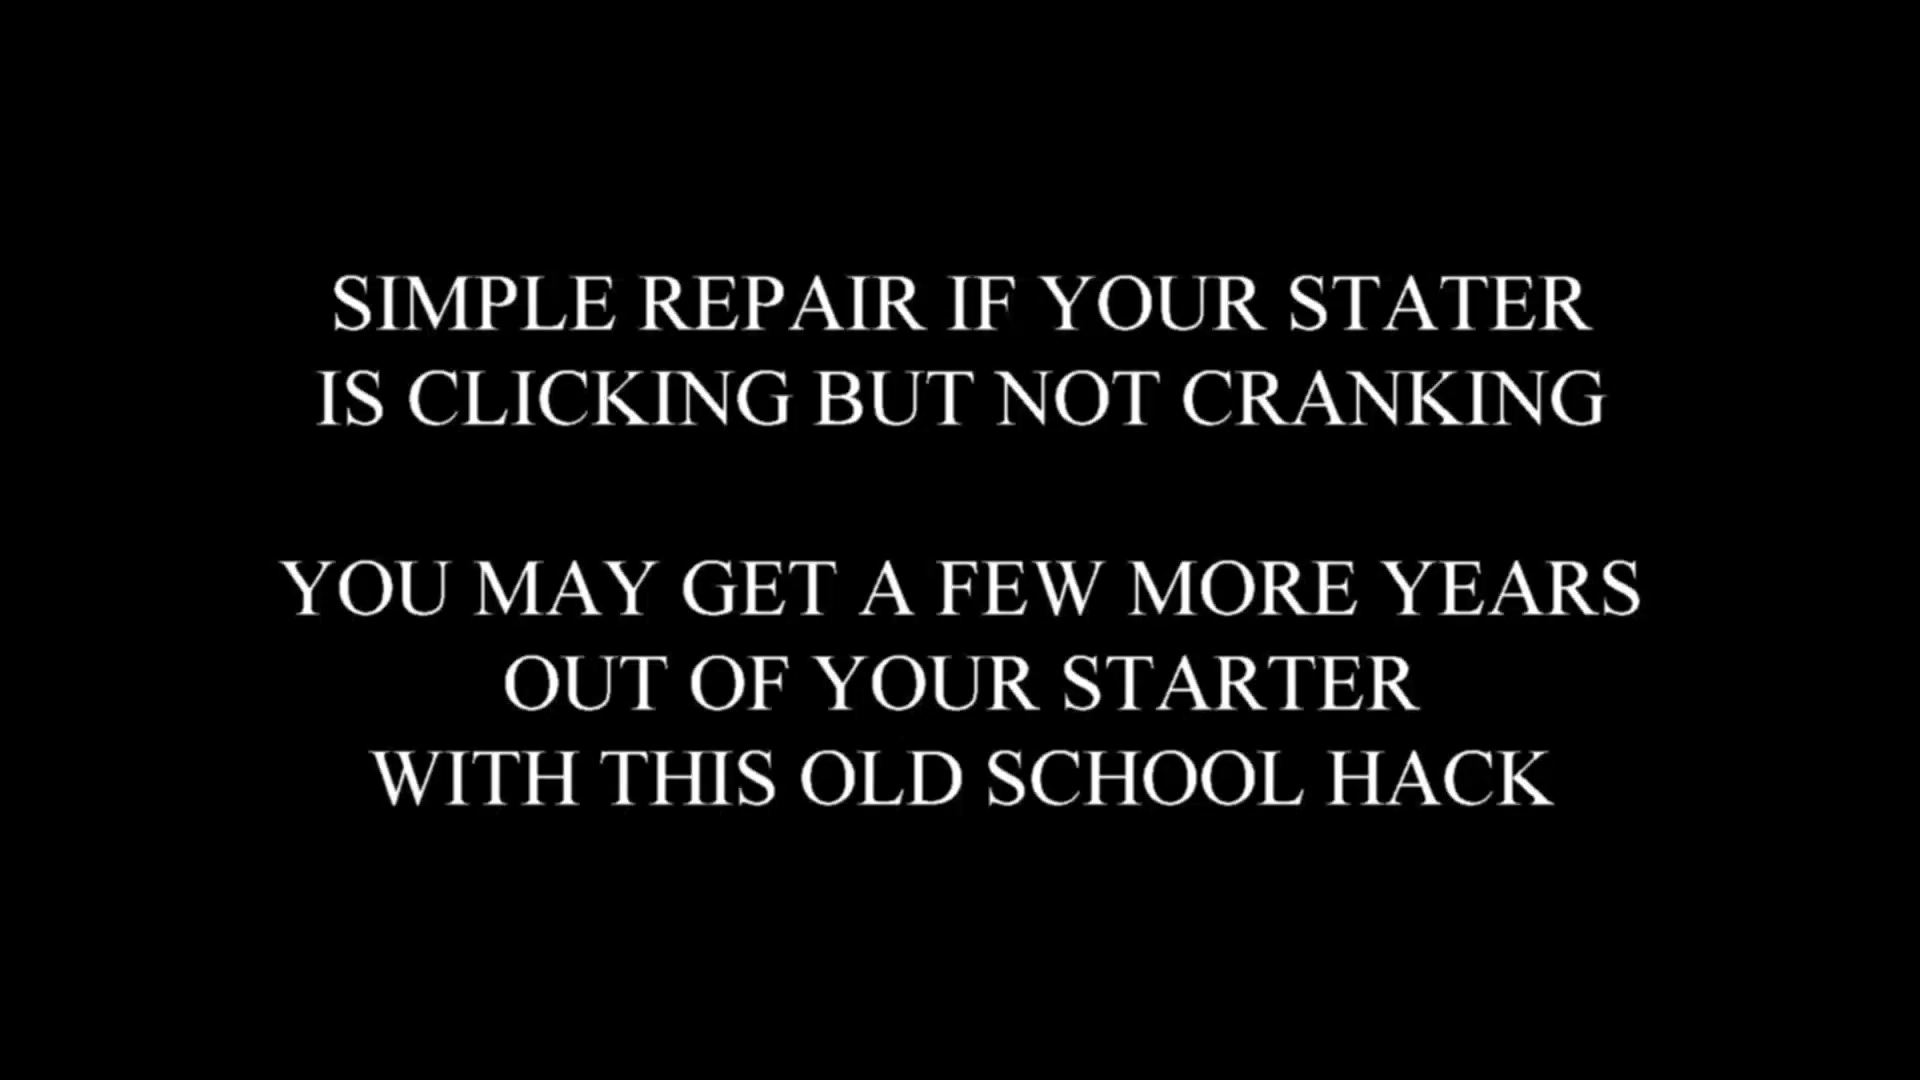 SIMPLE REPAIR IF YOUR STATER
IS CLICKING BUT NOT CRANKING
YOU MAY GET A FEW MORE YEARS
OUT OF YOUR STARTER
WITH THIS OLD SCHOOL HACK